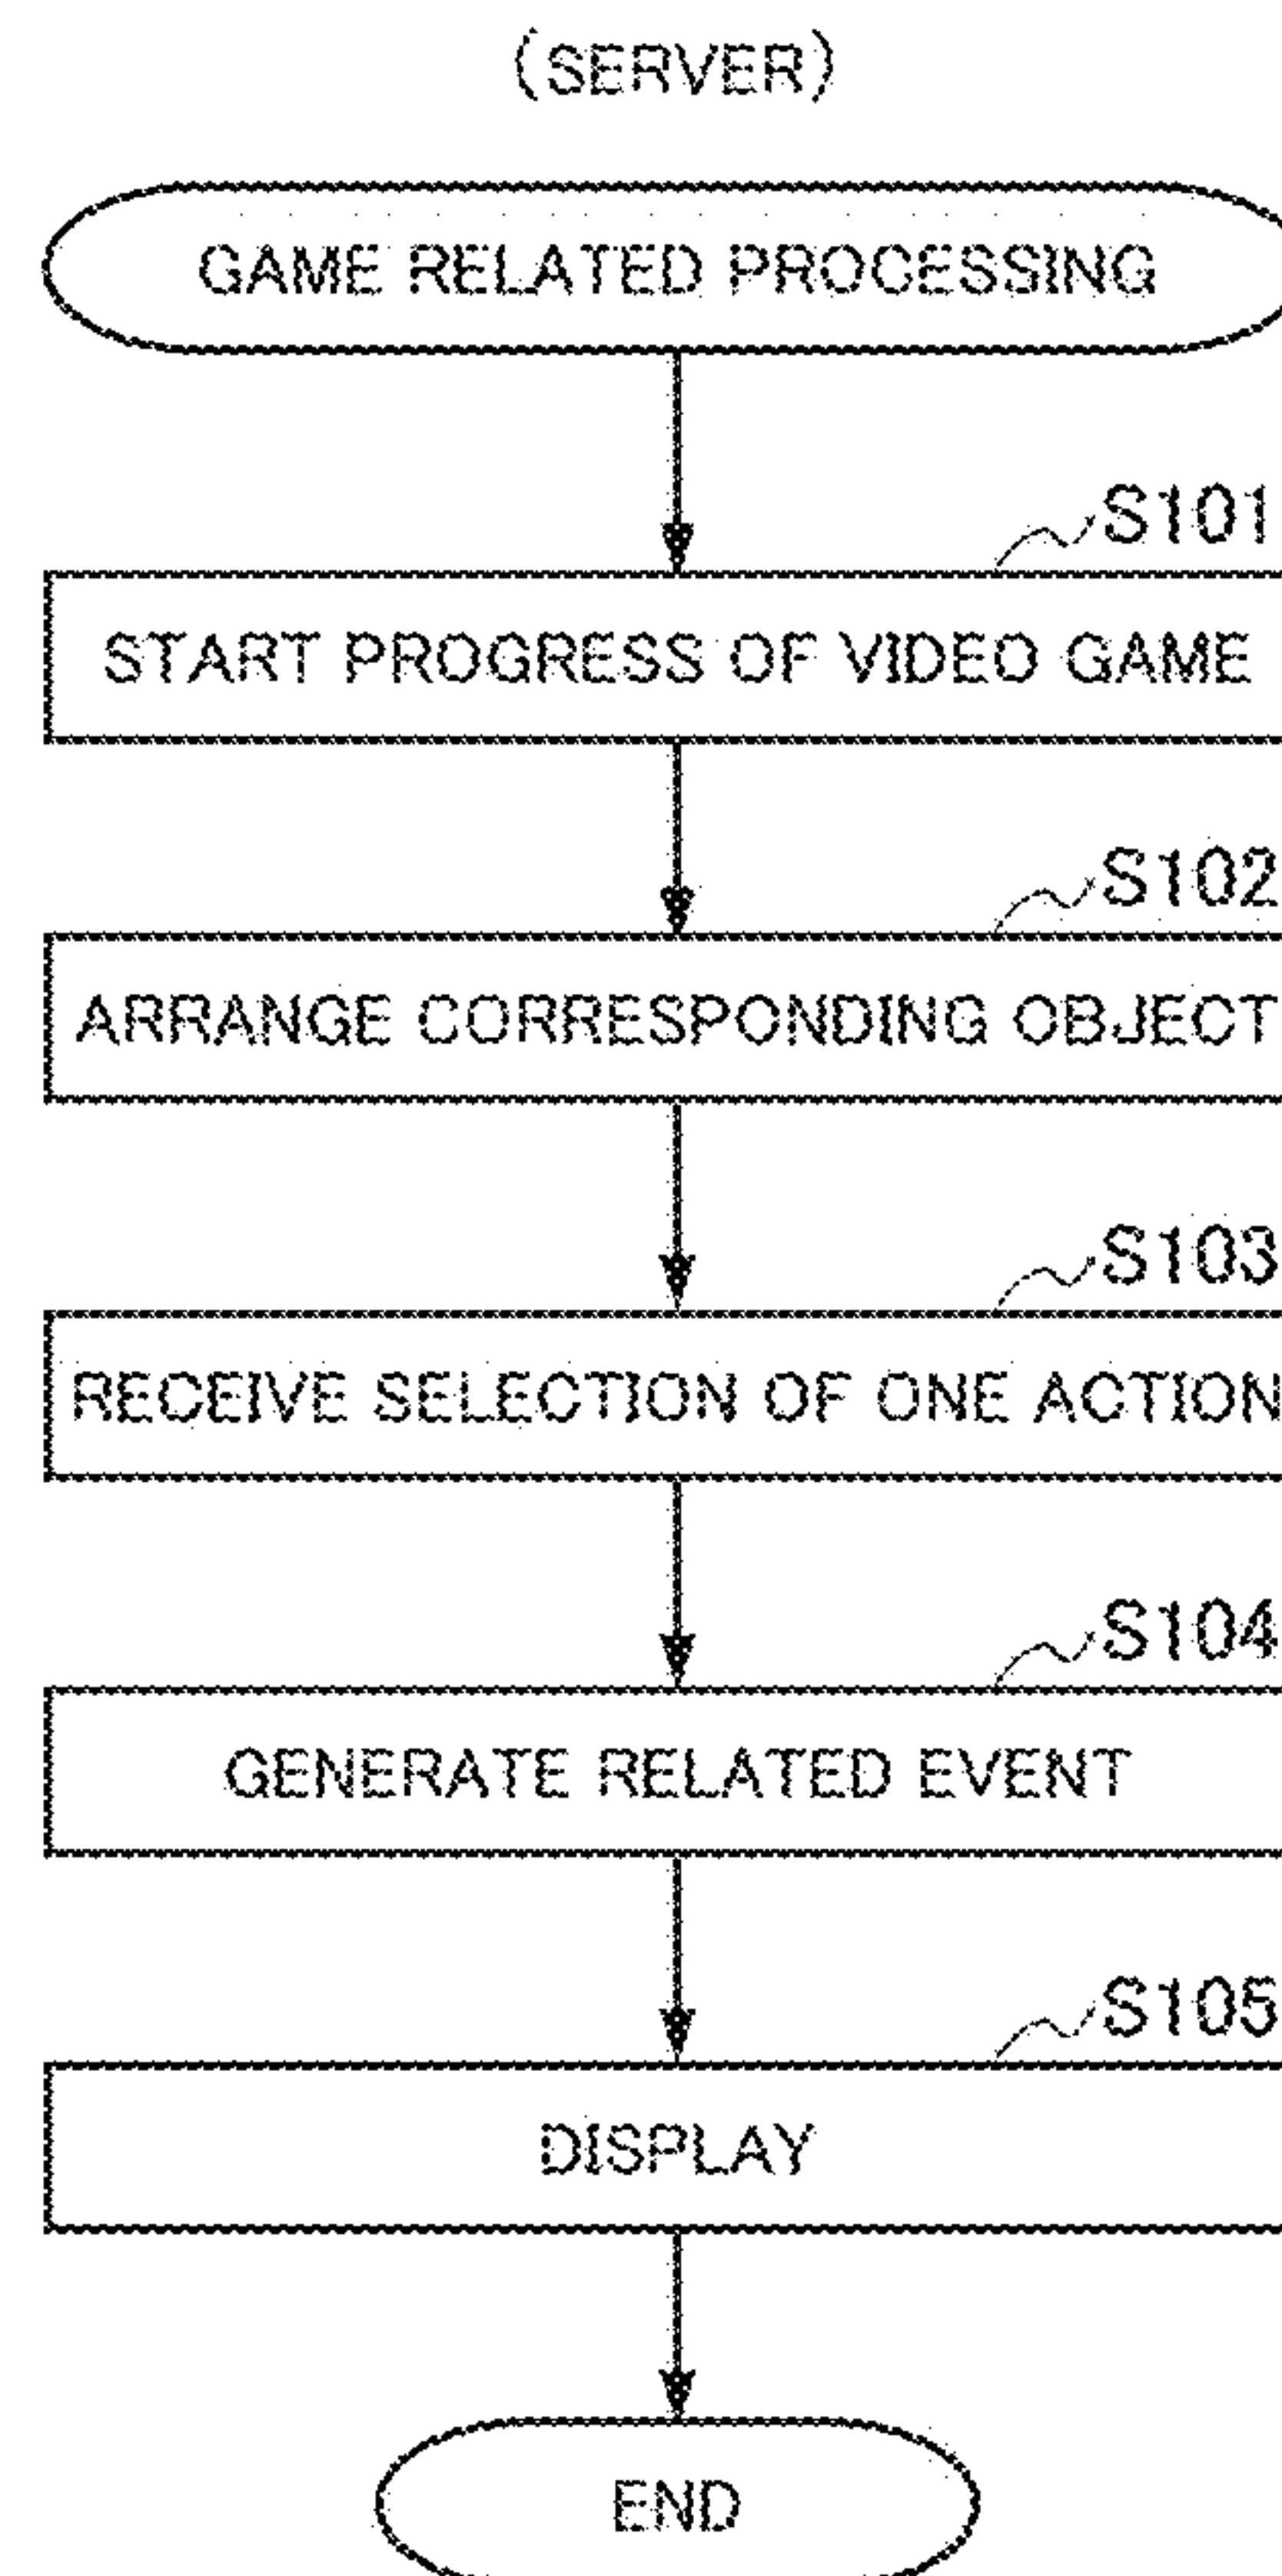 (SERVER)
GAME RELATED PROCESSING
S101
START PROGRESS OF VIDEO GAME
S102
ARRANGE CORRESPONDING OBJECT
S103
RECEIVE SELECTION OF ONE ACTION
S104
GENERATE RELATED EVENT
S105
DISPLAY
END